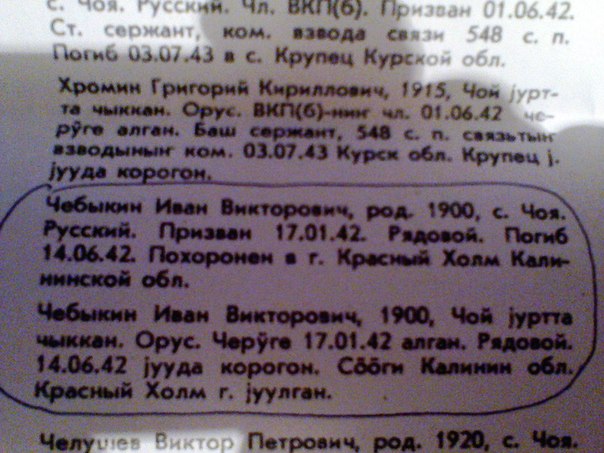 с. Чоя. Русский. Чл. ВКП(б). Призван 01.06.42.
Ст. сержант, ком. взвода связи 548 с. п.
Погиб 03.07.43 в с. Крупец Курской обл.
Хромин Григорий Кириллович, 1915, Чой јурт-
та чыккан. Орус. ВКП(б)-нинг чл. 01.06.42 че-
рӱге алган. Баш сержант, 548 с. п. связьтын
взводынынг ком. 03.07.43 Курск обл. Крупец ј.
јууда корогон.
Чебыкин Иван Викторович, род. 1900, с. Чоя.
Русский. Призван 17.01.42. Рядовой. Погиб
14.06.42. Похоронен в г. Красный Холм Кали-
нинской обл.
Чебыкин Иван Викторович, 1900, Чой јуртта
чыккан. Орус. Черӱге 17.01.42 алган. Рядовой.
14.06.42 јууда корогон. Сӧӧги Калинин обл.
Красный Холм г. јуулган.
Челушев Виктор Петрович, род. 1920, с. Чоя.